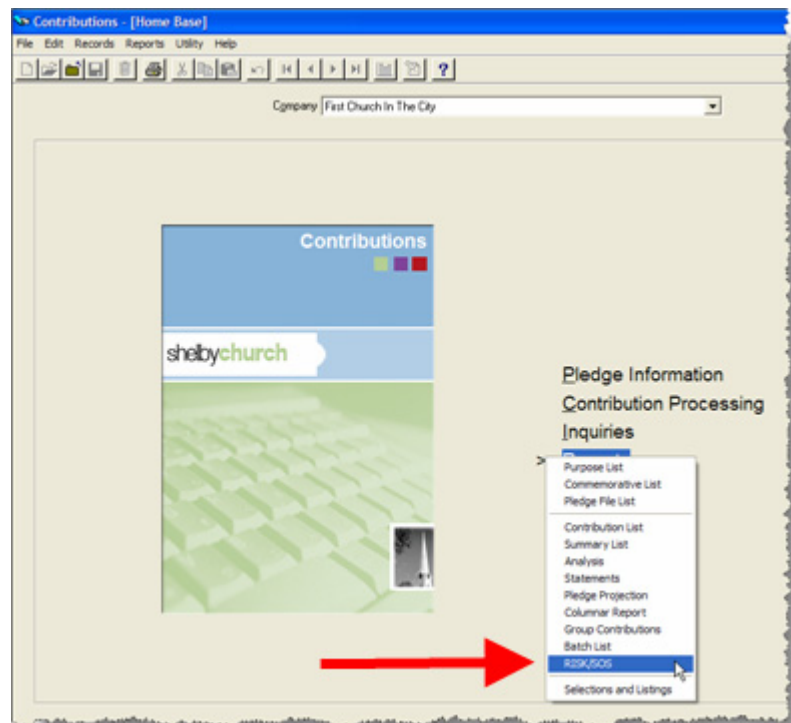 Contributions - [Home Base]
File Edit Records Reports Utility Help
?
Company First Church In The City
Contributions
shelbychurch
Pledge Information
Contribution Processing
Inquiries
>
Purpose List
Commemorative List
Pledge File List
Contribution List
Summary List
Analysis
Statements
Pledge Projection
Columnar Report
Group Contributions
Batch List
RISK/SOS
Selections and Listings